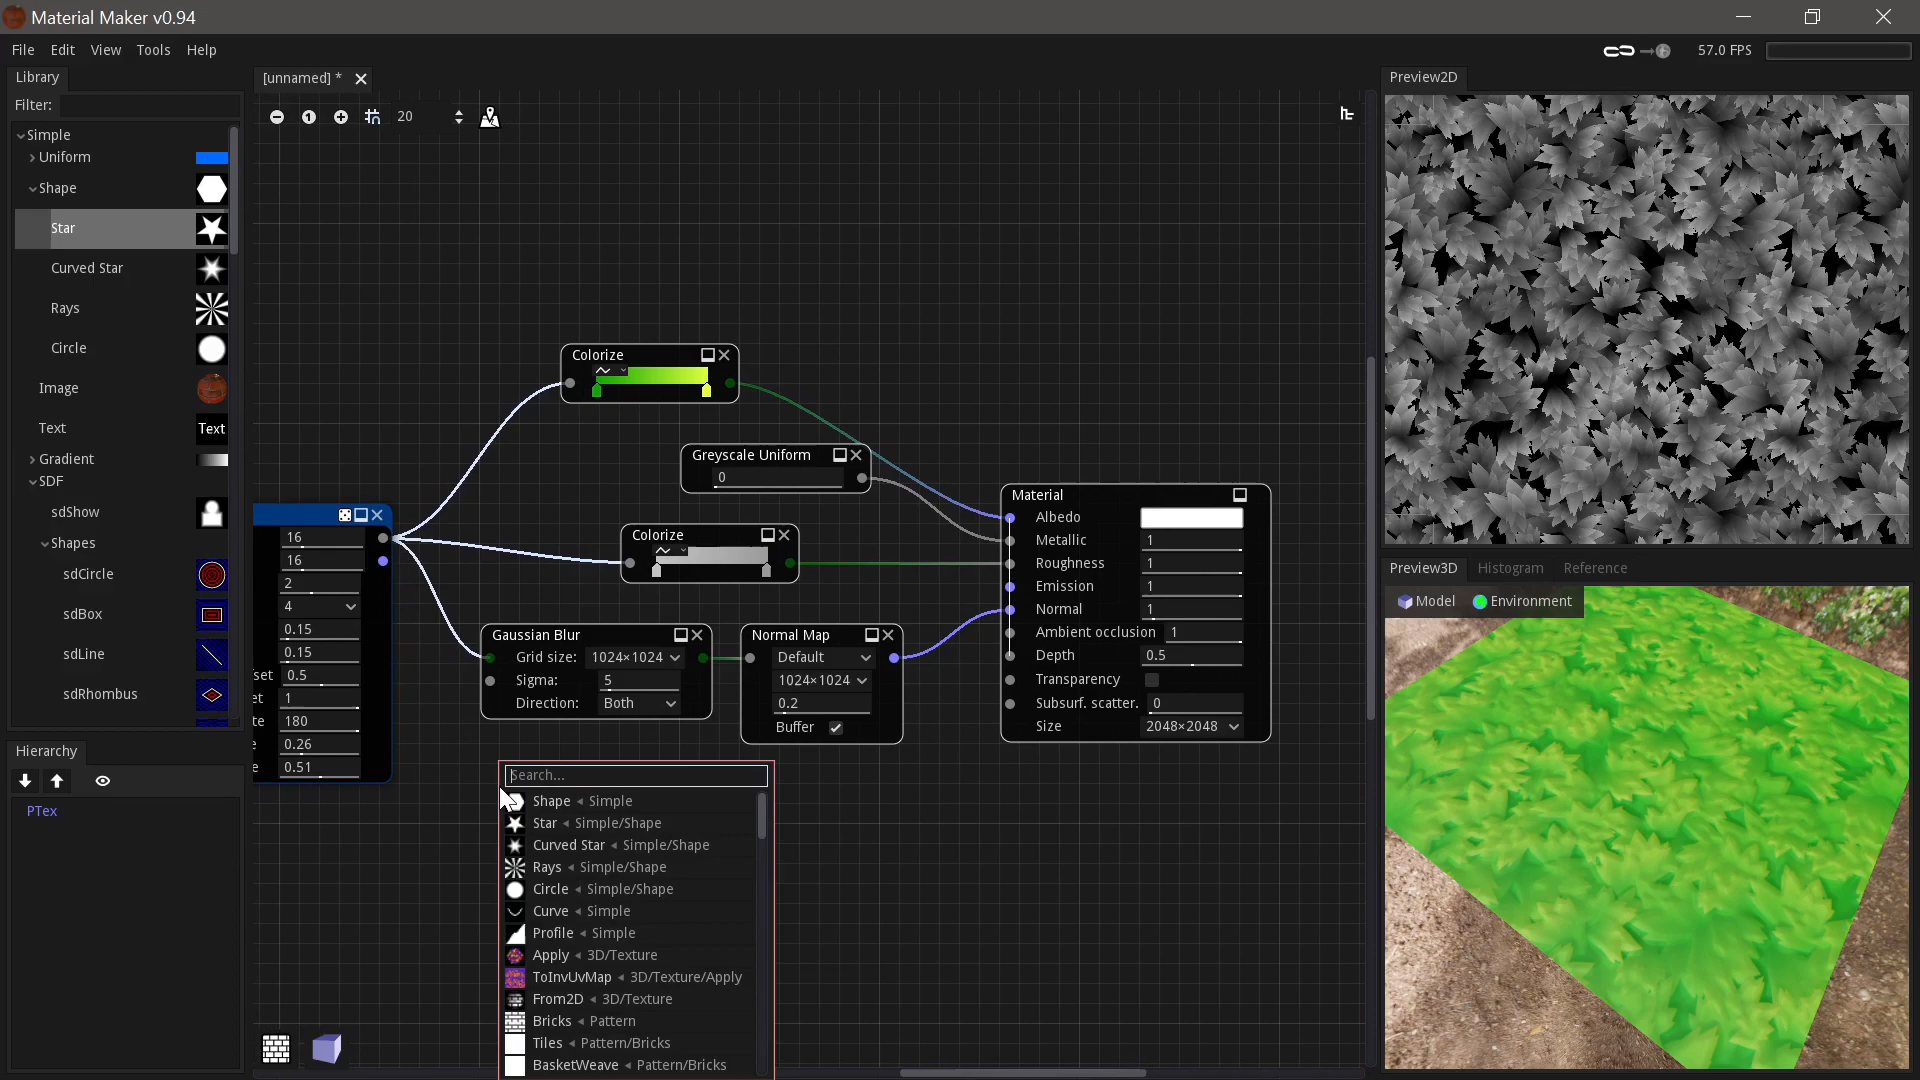 Material Maker v0.94
File Edit View Tools Help
57.0 FPS
Library
Filter:
Simple
Uniform
Shape
Star
Curved Star
Rays
Circle
Image
Text
Text
Gradient
SDF
sdShow
Shapes
sdCircle
sdBox
sdLine
sdRhombus
Hierarchy
PTex
[unnamed] *
20
Colorize
Greyscale Uniform
0
Colorize
16
16
2
4
0.15
0.15
set 0.5
et 1
te 180
e 0.26
e 0.51
Gaussian Blur
Grid size: 1024×1024
Sigma: 5
Direction: Both
Normal Map
Default
1024×1024
0.2
Buffer
Material
Albedo
Metallic 1
Roughness 1
Emission 1
Normal 1
Ambient occlusion 1
Depth 0.5
Transparency
Subsurf. scatter. 0
Size 2048×2048
Search...
Shape Simple
Star Simple/Shape
Curved Star Simple/Shape
Rays Simple/Shape
Circle Simple/Shape
Curve Simple
Profile Simple
Apply 3D/Texture
ToInvUvMap 3D/Texture/Apply
From2D 3D/Texture
Bricks Pattern
Tiles Pattern/Bricks
BasketWeave Pattern/Bricks
Preview2D
Preview3D Histogram Reference
Model Environment